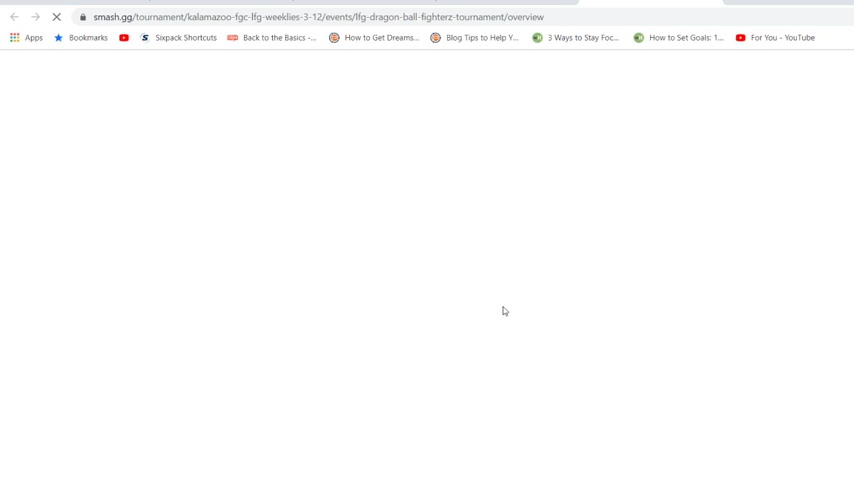 smash.gg/tournament/kalamazoo-fgc-lfg-weeklies-3-12/events/lfg-dragon-ball-fighterz-tournament/overview
Apps Bookmarks Sixpack Shortcuts Back to the Basics -... How to Get Dreams... Blog Tips to Help Y... 3 Ways to Stay Foc... How to Set Goals: 1... For You - YouTube